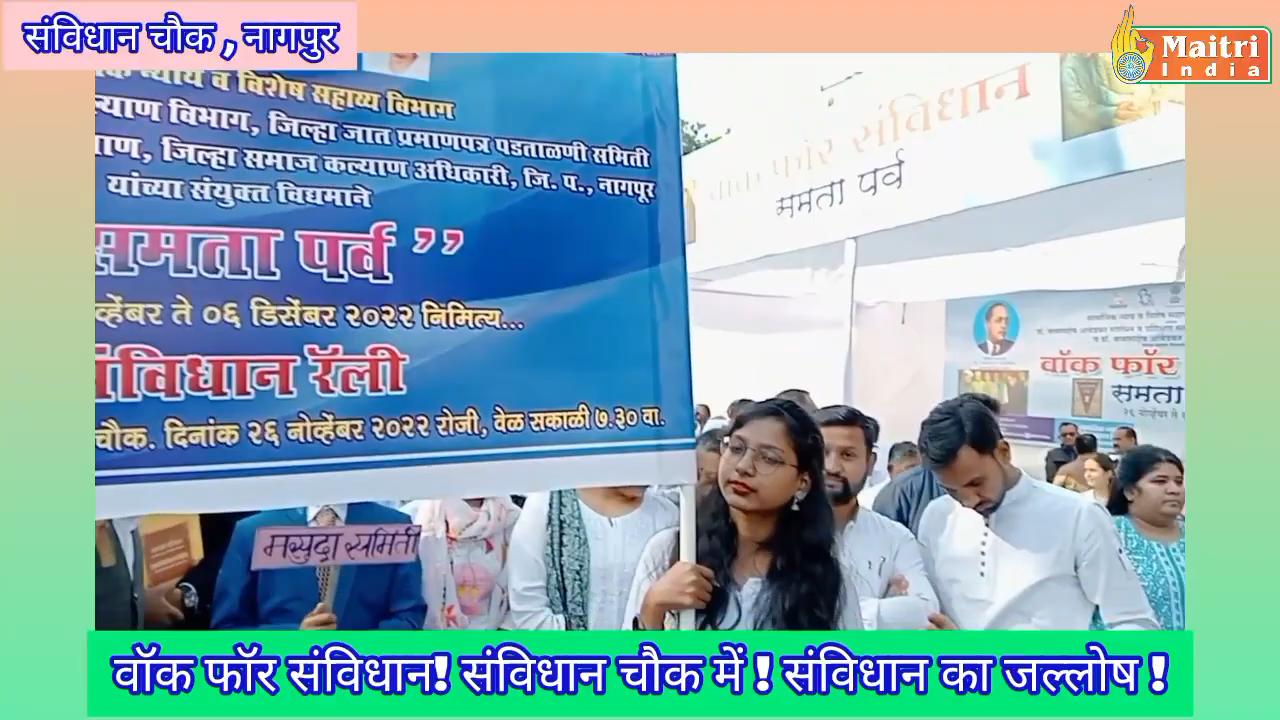 संविधान चौक , नागपुर
Maitri
India
न्याय व विशेष सहाय्य विभाग
कल्याण विभाग, जिल्हा जात प्रमाणपत्र पडताळणी समिती
जिल्हा समाज कल्याण अधिकारी, जि. प., नागपूर
यांच्या संयुक्त विद्यमाने
समता पर्व ”
नोव्हेंबर ते ०६ डिसेंबर २०२२ निमित्य...
संविधान रॅली
चौक. दिनांक २६ नोव्हेंबर २०२२ रोजी, वेळ सकाळी ७.३० वा.
वाक फॉर संविधान
ममता पर्व
वॉक फॉर
समता
मसुदा समिती
वॉक फॉर संविधान! संविधान चौक में ! संविधान का जल्लोष !